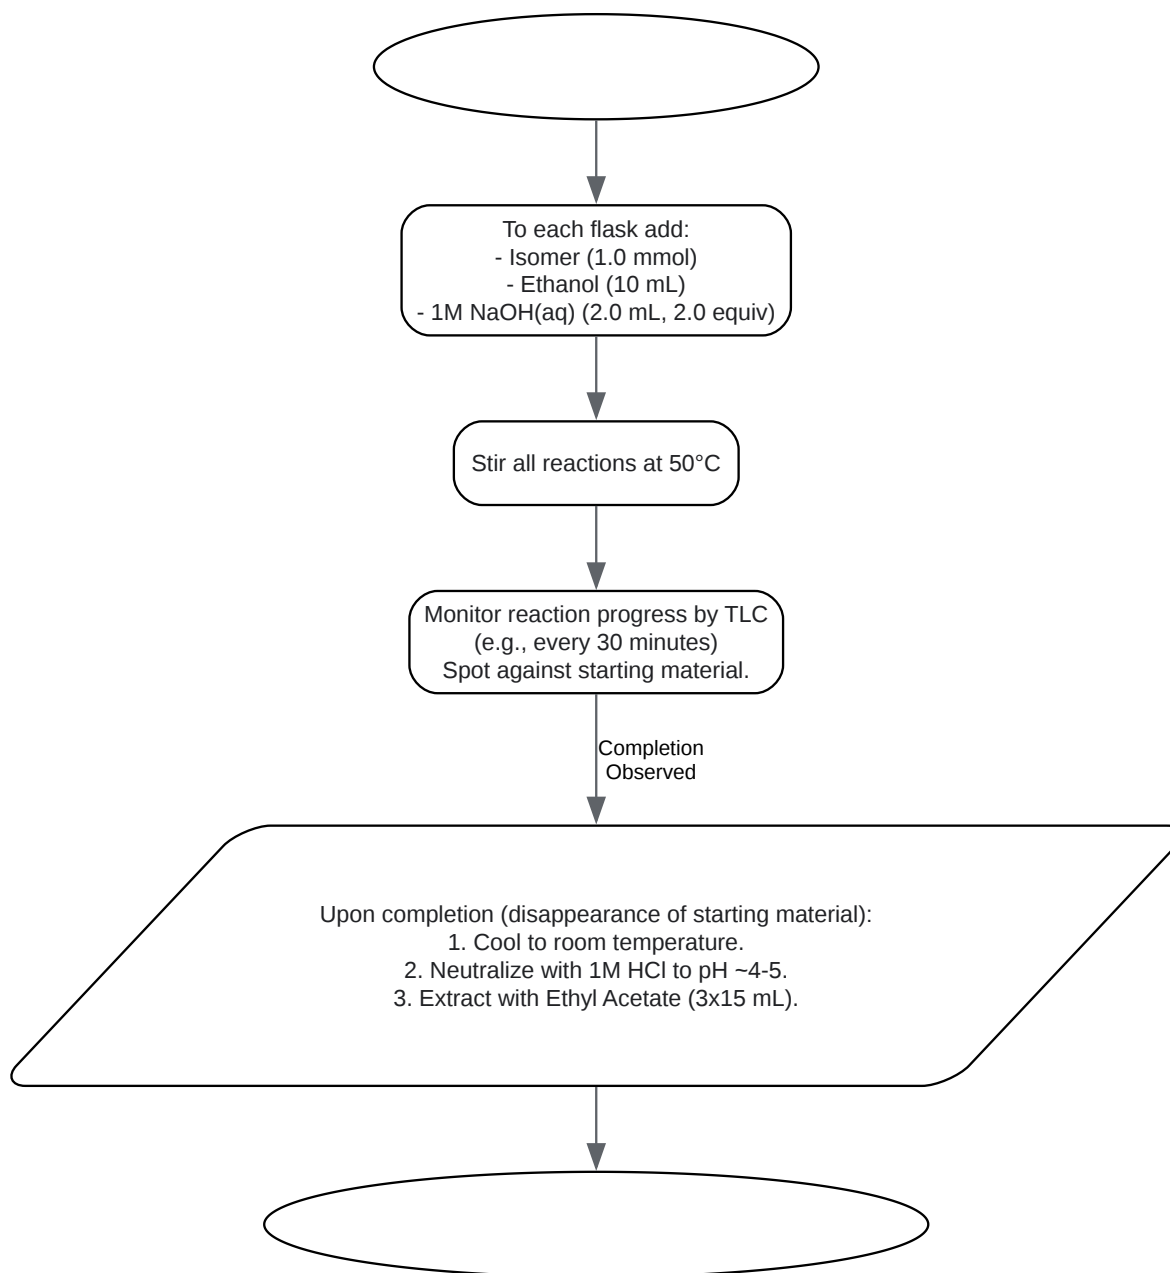 To each flask add:
- Isomer (1.0 mmol)
- Ethanol (10 mL)
- 1M NaOH(aq) (2.0 mL, 2.0 equiv)
Stir all reactions at 50°C
Monitor reaction progress by TLC
(e.g., every 30 minutes)
Spot against starting material.
Completion
Observed
Upon completion (disappearance of starting material):
1. Cool to room temperature.
2. Neutralize with 1M HCl to pH ~4-5.
3. Extract with Ethyl Acetate (3x15 mL).